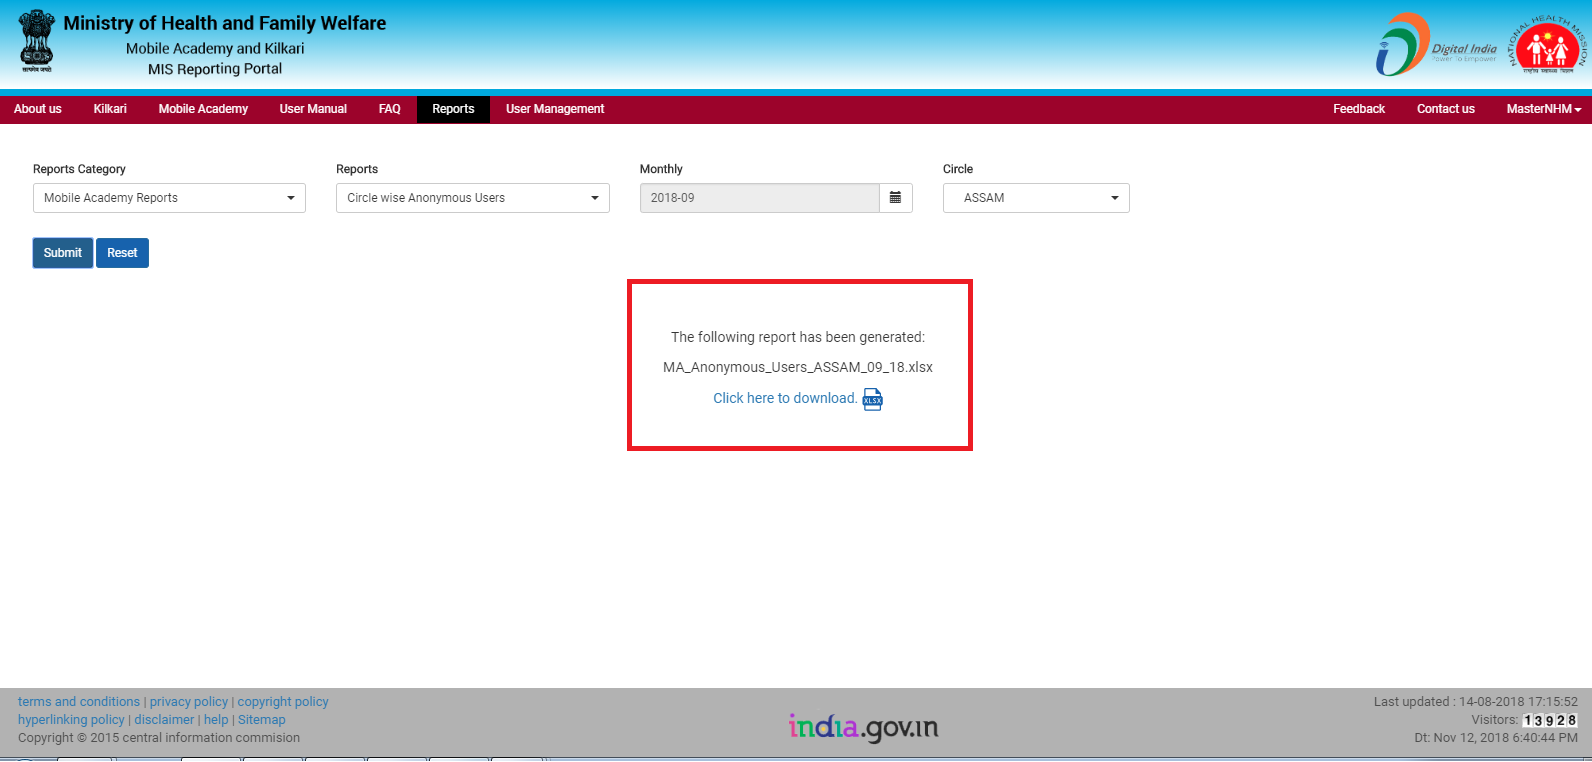 Ministry of Health and Family Welfare
Mobile Academy and Kilkari
MIS Reporting Portal
सत्यमेव जयते
Digital India
Power To Empower
NATIONAL HEALTH MISSION
राष्ट्रीय स्वास्थ्य मिशन
About us Kilkari Mobile Academy User Manual FAQ Reports User Management Feedback Contact us MasterNHM
Reports Category Reports Monthly Circle
Mobile Academy Reports Circle wise Anonymous Users 2018-09 ASSAM
Submit Reset
The following report has been generated:
MA_Anonymous_Users_ASSAM_09_18.xlsx
Click here to download. XLSX
terms and conditions | privacy policy | copyright policy
hyperlinking policy | disclaimer | help | Sitemap
Copyright © 2015 central information commision
india.gov.in
Last updated : 14-08-2018 17:15:52
Visitors: 13928
Dt: Nov 12, 2018 6:40:44 PM